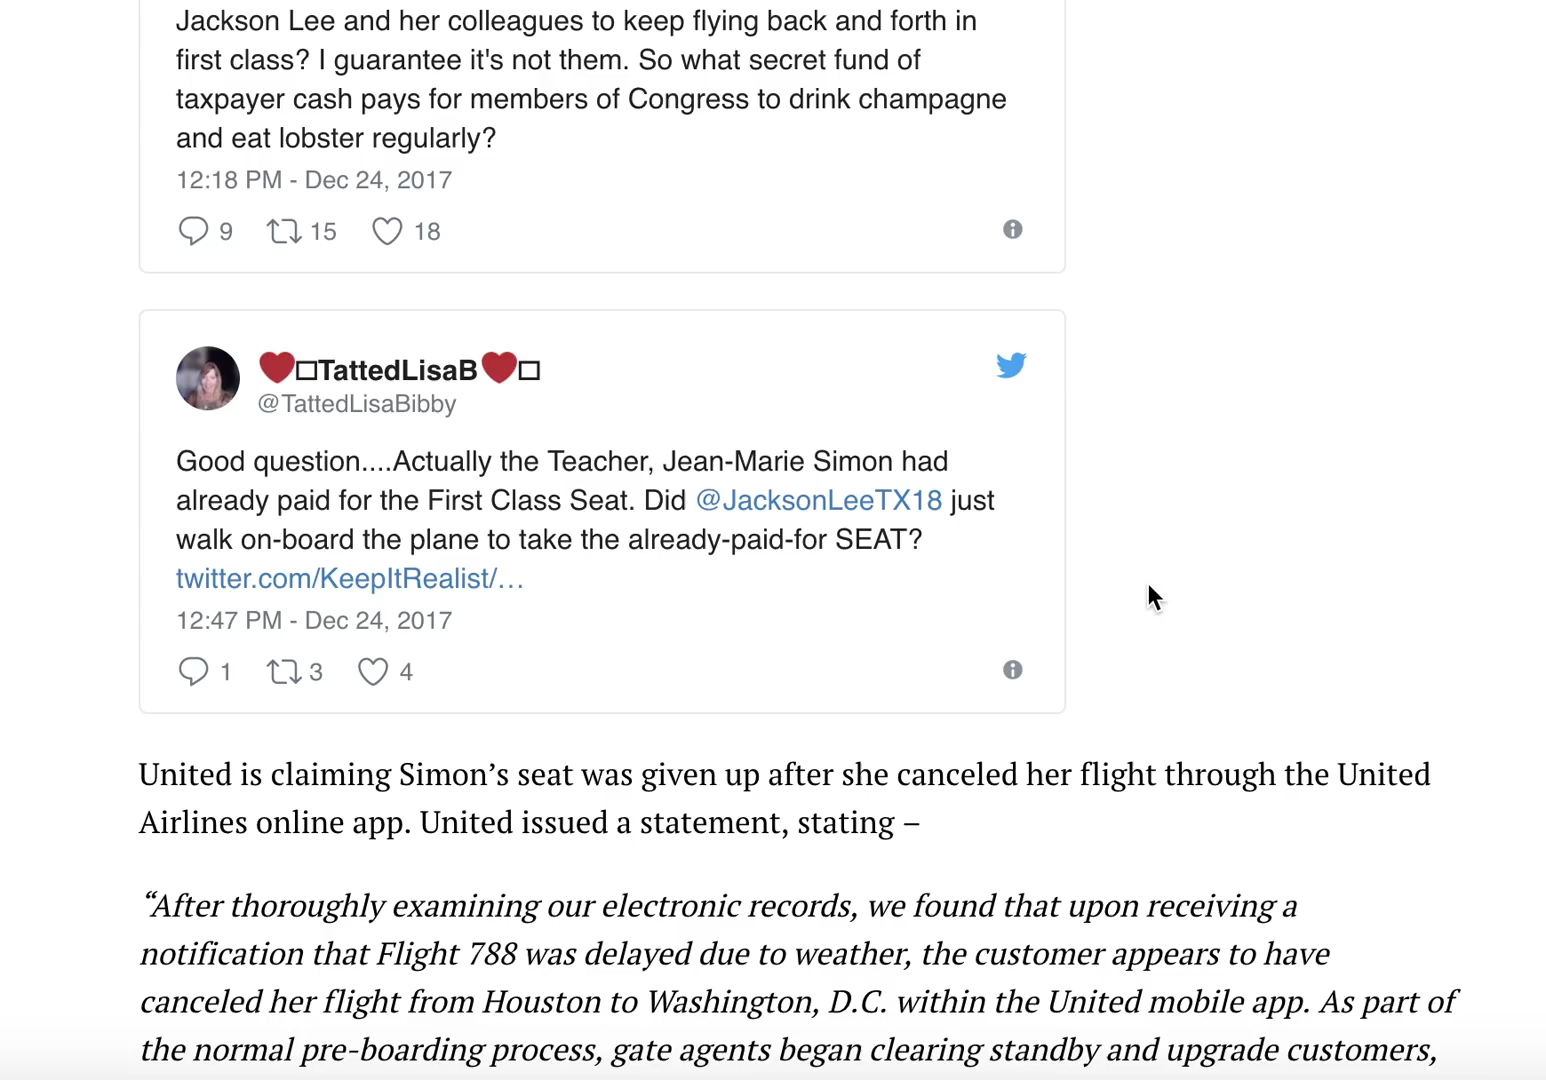 Jackson Lee and her colleagues to keep flying back and forth in
first class? I guarantee it's not them. So what secret fund of
taxpayer cash pays for members of Congress to drink champagne
and eat lobster regularly?
12:18 PM - Dec 24, 2017
9 15 18
❤□TattedLisaB❤□
@TattedLisaBibby
Good question....Actually the Teacher, Jean-Marie Simon had
already paid for the First Class Seat. Did @JacksonLeeTX18 just
walk on-board the plane to take the already-paid-for SEAT?
twitter.com/KeepItRealist/…
12:47 PM - Dec 24, 2017
1 3 4
United is claiming Simon’s seat was given up after she canceled her flight through the United
Airlines online app. United issued a statement, stating –
“After thoroughly examining our electronic records, we found that upon receiving a
notification that Flight 788 was delayed due to weather, the customer appears to have
canceled her flight from Houston to Washington, D.C. within the United mobile app. As part of
the normal pre-boarding process, gate agents began clearing standby and upgrade customers,